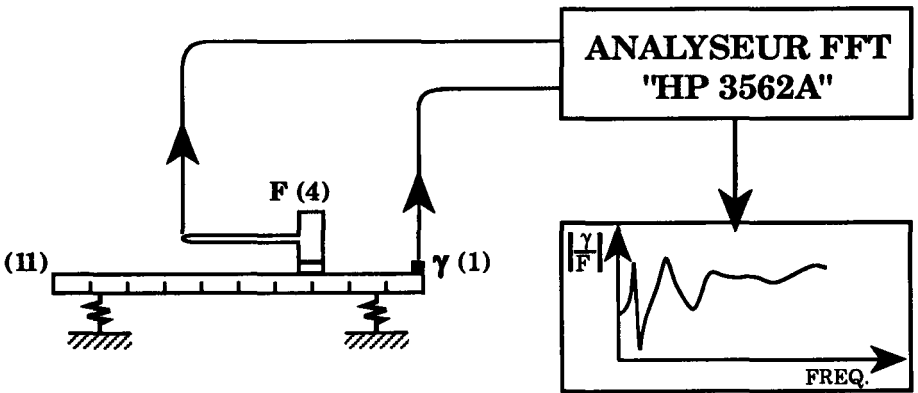 ANALYSEUR FFT
"HP 3562A"
F (4)
(11)
γ (1)
|γ/F|
FREQ.